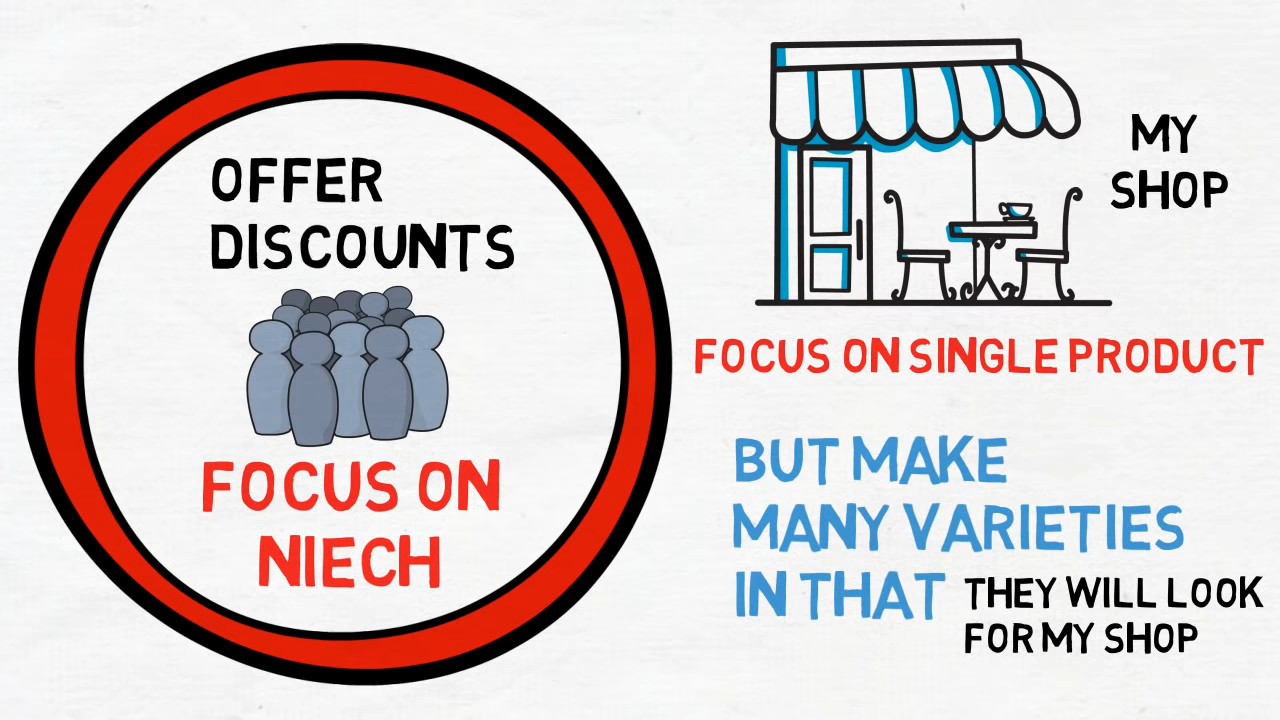 OFFER
DISCOUNTS
FOCUS ON
NIECH
MY
SHOP
FOCUS ON SINGLE PRODUCT
BUT MAKE
MANY VARIETIES
IN THAT
THEY WILL LOOK
FOR MY SHOP